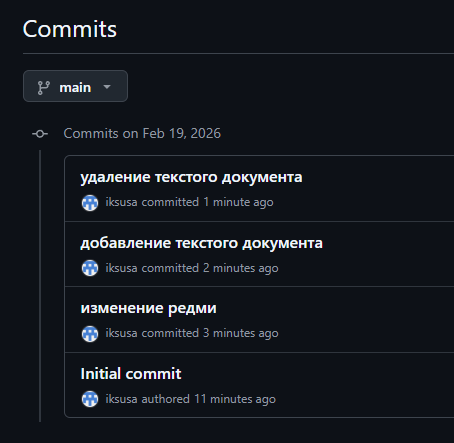 Commits
main
Commits on Feb 19, 2026
удаление текстого документа
iksusa committed 1 minute ago
добавление текстого документа
iksusa committed 2 minutes ago
изменение редми
iksusa committed 3 minutes ago
Initial commit
iksusa authored 11 minutes ago